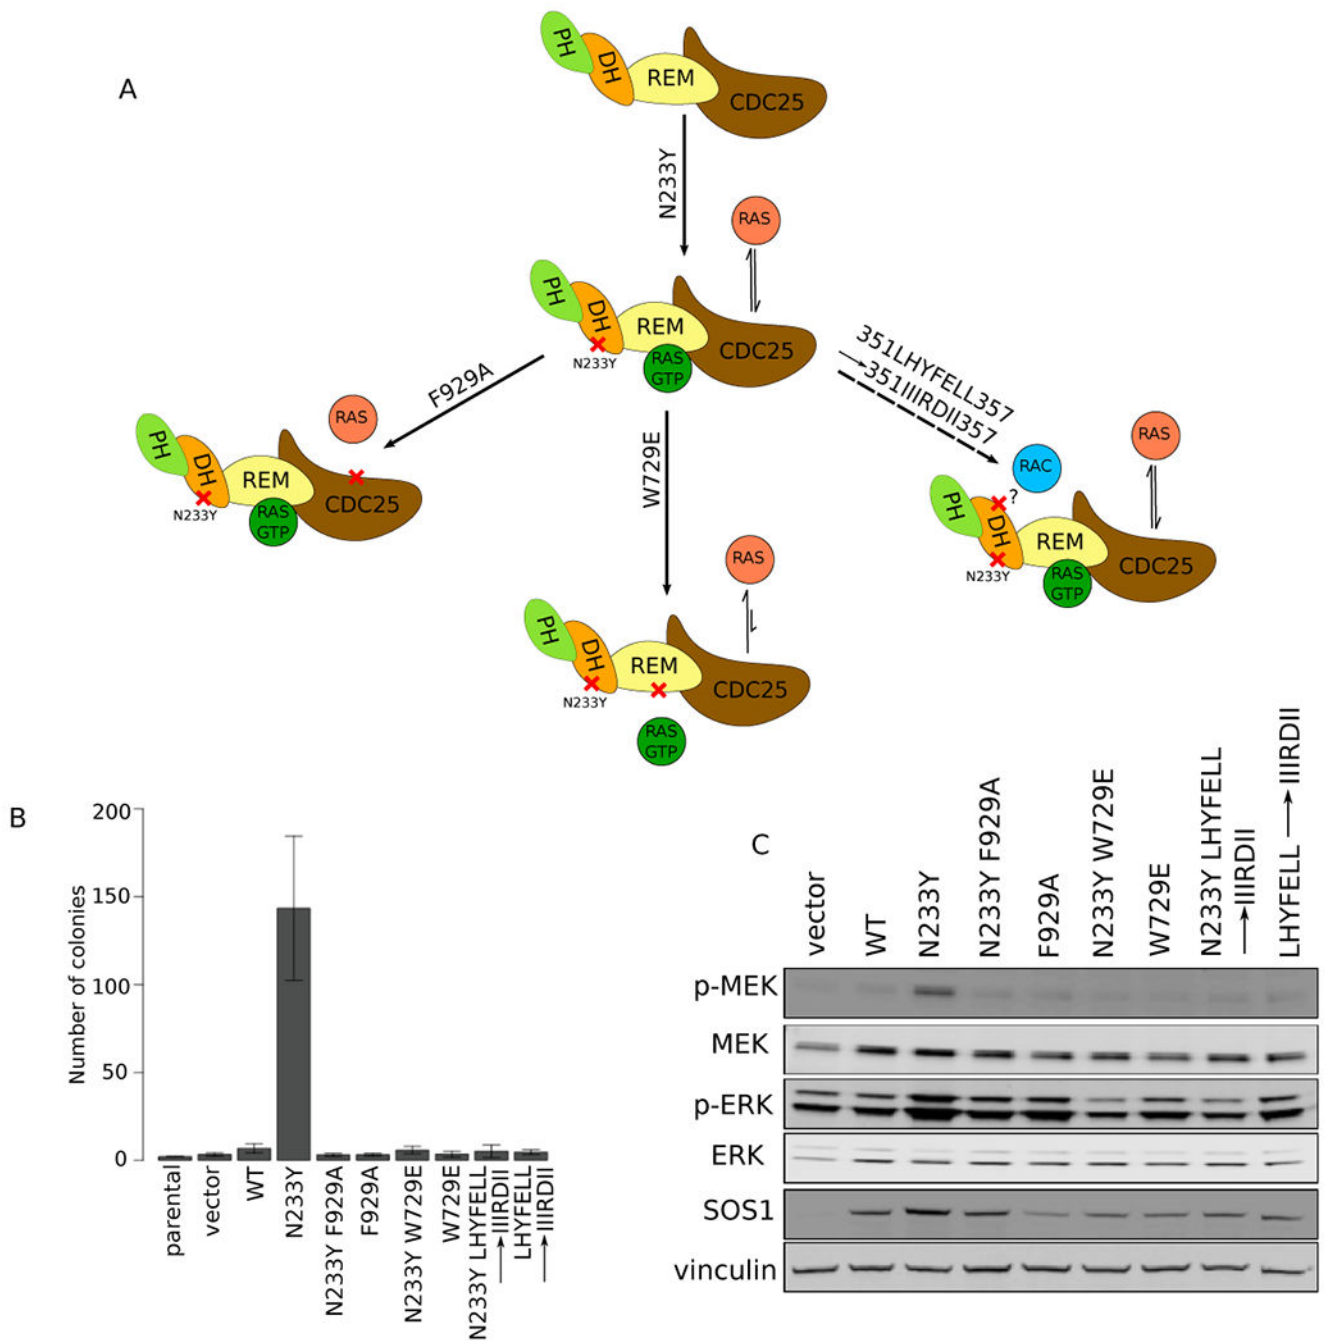 A
PH
DH
REM
CDC25
N233Y
RAS
PH
DH
REM
CDC25
N233Y
RAS
GTP
F929A
W729E
351LHYFELL357
→351IIIRDII357
RAS
PH
DH
REM
CDC25
N233Y
RAS
GTP
RAC
RAS
?
PH
DH
REM
CDC25
N233Y
RAS
GTP
RAS
PH
DH
REM
CDC25
N233Y
RAS
GTP
B
Number of colonies
200
150
100
50
0
parental
vector
WT
N233Y
N233Y F929A
F929A
N233Y W729E
W729E
N233Y LHYFELL
→IIIRDII
LHYFELL
→IIIRDII
C
vector
WT
N233Y
N233Y F929A
F929A
N233Y W729E
W729E
N233Y LHYFELL
→IIIRDII
LHYFELL → IIIRDII
p-MEK
MEK
p-ERK
ERK
SOS1
vinculin